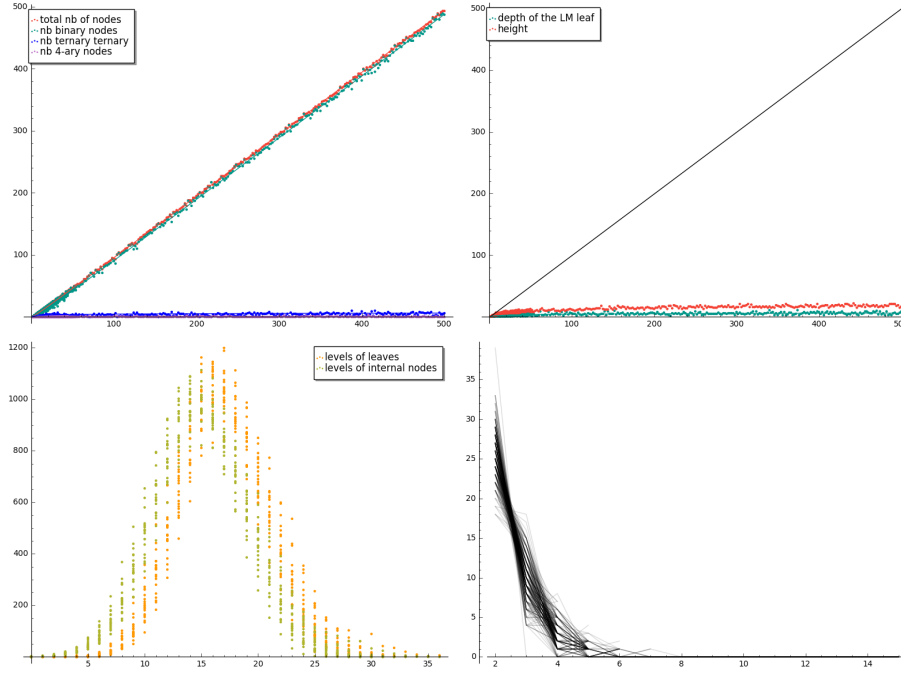 500
total nb of nodes
nb binary nodes
nb ternary ternary
nb 4-ary nodes
400
300
200
100
100 200 300 400 500
500
depth of the LM leaf
height
400
300
200
100
100 200 300 400 500
1200
levels of leaves
levels of internal nodes
1000
800
600
400
200
5 10 15 20 25 30 35
35
30
25
20
15
10
5
0
2 4 6 8 10 12 14